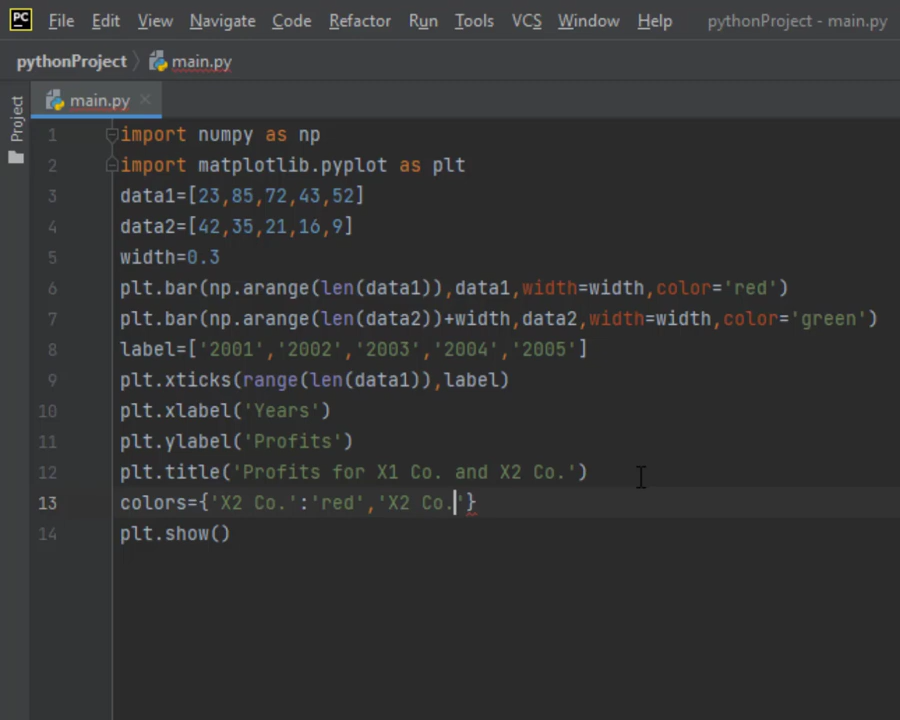 PC File Edit View Navigate Code Refactor Run Tools VCS Window Help pythonProject - main.py
pythonProject main.py
Project main.py
1 import numpy as np
2 import matplotlib.pyplot as plt
3 data1=[23,85,72,43,52]
4 data2=[42,35,21,16,9]
5 width=0.3
6 plt.bar(np.arange(len(data1)),data1,width=width,color='red')
7 plt.bar(np.arange(len(data2))+width,data2,width=width,color='green')
8 label=['2001','2002','2003','2004','2005']
9 plt.xticks(range(len(data1)),label)
10 plt.xlabel('Years')
11 plt.ylabel('Profits')
12 plt.title('Profits for X1 Co. and X2 Co.')
13 colors={'X2 Co.':'red','X2 Co.'}
14 plt.show()